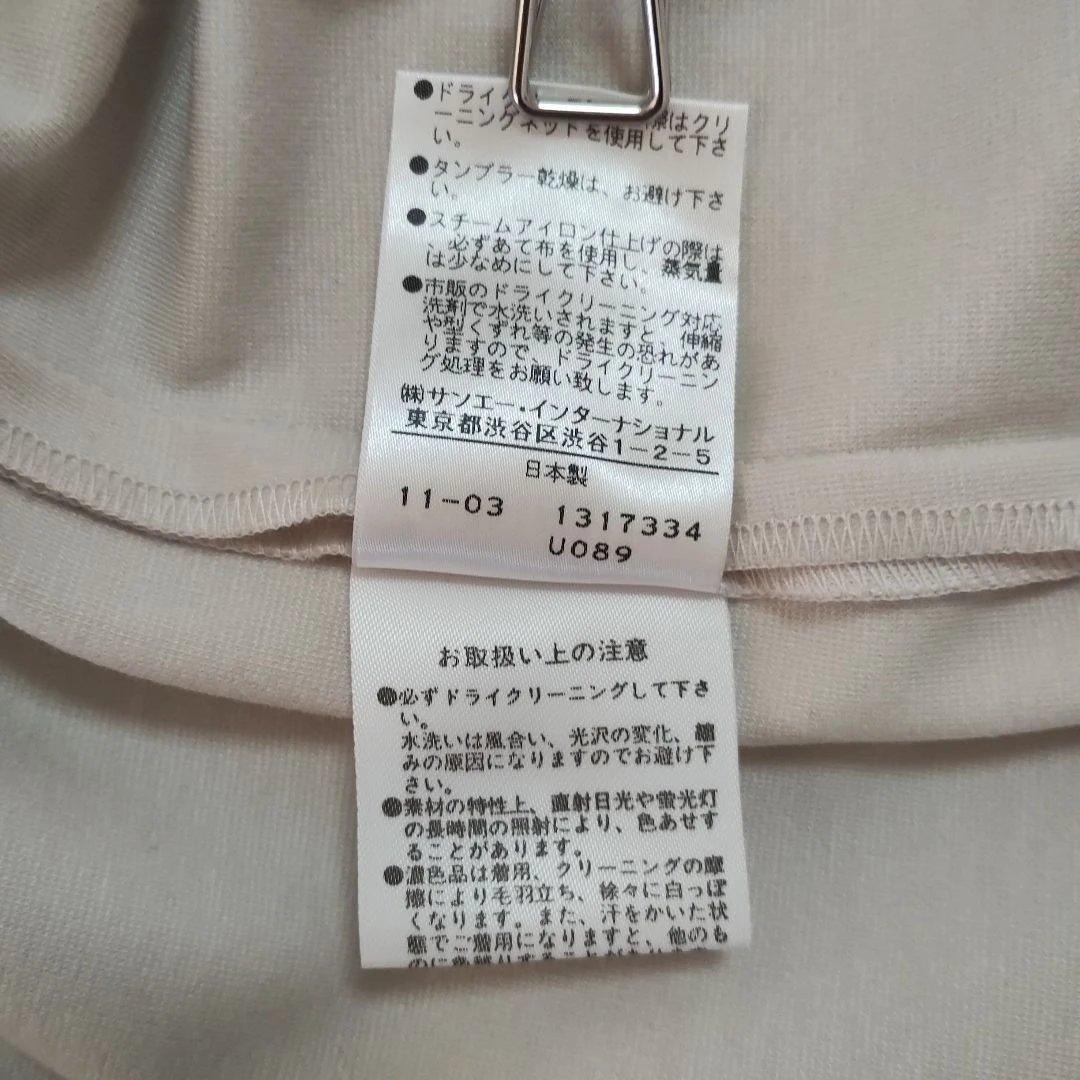 ●ドライ 際はクリ
ーニングネットを使用して下さ
い。
●タンブラー乾燥は、お避け下さ
い。
●スチームアイロン仕上げの際は
、必ずあて布を使用し、蒸気量
は少なめにして下さい。
●市販のドライクリーニング対応
洗剤で水洗いされますと、伸縮
や型くずれ等の発生の恐れがあ
りますので、ドライクリーニン
グ処理をお願い致します。
㈱サンエー・インターナショナル
東京都渋谷区渋谷1-2-5
日本製
11-03 1317334
U089
お取扱い上の注意
●必ずドライクリーニングして下さ
い。
水洗いは風合い、光沢の変化、縮
みの原因になりますのでお避け下
さい。
●素材の特性上、直射日光や蛍光灯
の長時間の照射により、色あせす
ることがあります。
●濃色品は着用、クリーニングの摩
擦により毛羽立ち、徐々に白っぽ
くなります。また、汗をかいた状
態でご着用になりますと、他のも